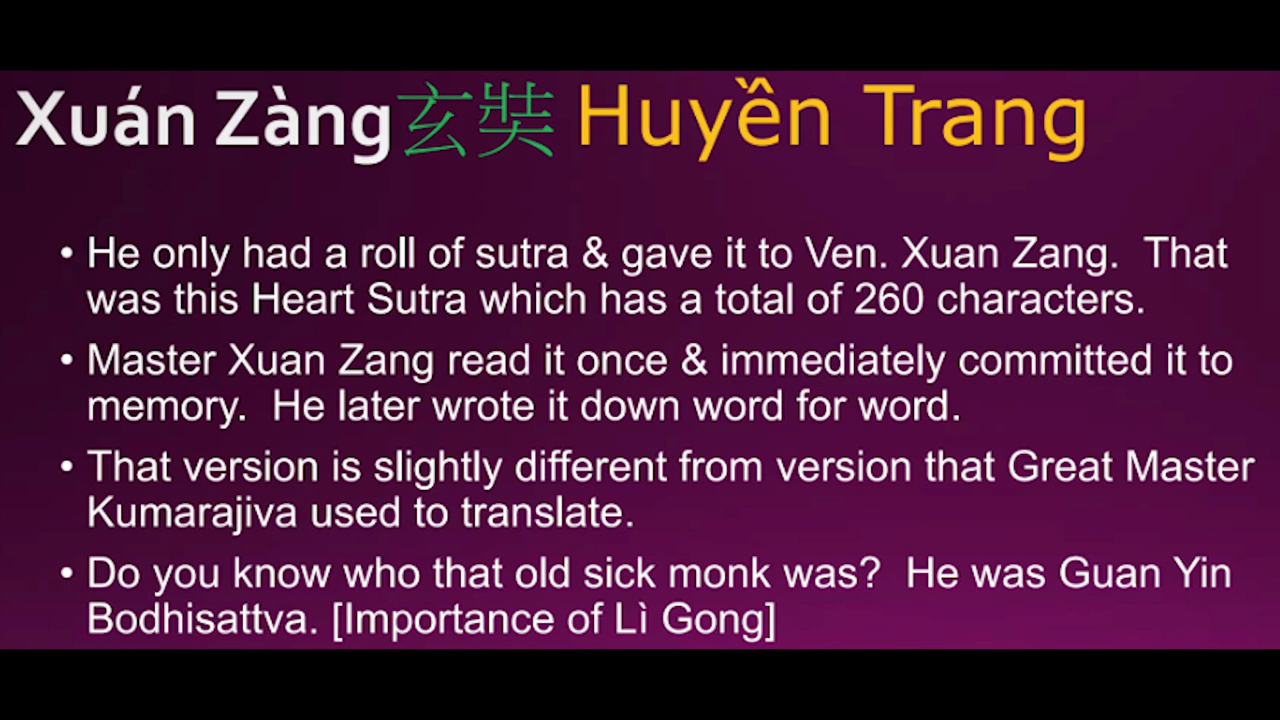 Xuán Zàng玄奘 Huyền Trang
• He only had a roll of sutra & gave it to Ven. Xuan Zang.  That
was this Heart Sutra which has a total of 260 characters.
• Master Xuan Zang read it once & immediately committed it to
memory.  He later wrote it down word for word.
• That version is slightly different from version that Great Master
Kumarajiva used to translate.
• Do you know who that old sick monk was?  He was Guan Yin
Bodhisattva. [Importance of Lì Gong]